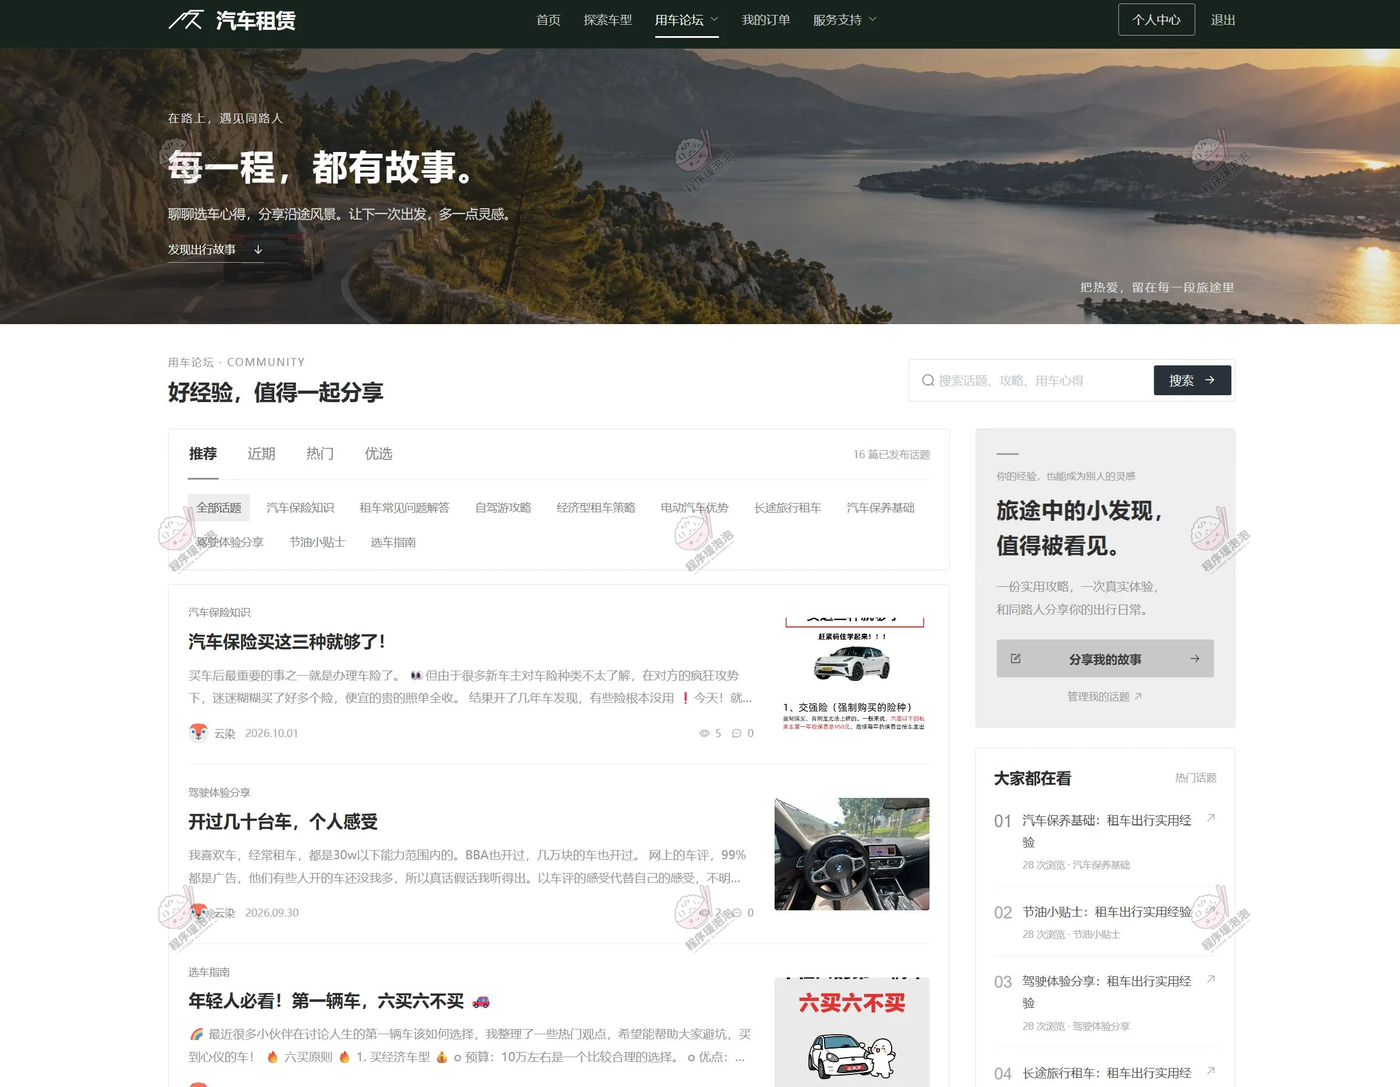 汽车租赁
首页 探索车型 用车论坛 我的订单 服务支持 个人中心 退出
在路上，遇见同路人
每一程，都有故事。
聊聊选车心得，分享沿途风景。让下一次出发，多一点灵感。
发现出行故事 ↓
把热爱，留在每一段旅途里
用车论坛 · COMMUNITY
好经验，值得一起分享
搜索话题、攻略、用车心得 搜索 →
推荐 近期 热门 优选 16 篇已发布话题
全部话题 汽车保险知识 租车常见问题解答 自驾游攻略 经济型租车策略 电动汽车优势 长途旅行租车 汽车保养基础
驾驶体验分享 节油小贴士 选车指南
汽车保险知识
汽车保险买这三种就够了！
买车后最重要的事之一就是办理车险了。 👀但由于很多新车主对车险种类不太了解，在对方的疯狂攻势
下，迷迷糊糊买了好多个险，便宜的贵的照单全收。 结果开了几年车发现，有些险根本没用 ❗ 今天！就...
云染 2026.10.01 5 0
赶紧码住学起来！！！
1、交强险（强制购买的险种）
驾驶体验分享
开过几十台车，个人感受
我喜欢车，经常租车，都是30w以下能力范围内的。BBA也开过，几万块的车也开过。 网上的车评，99%
都是广告，他们有些人开的车还没我多，所以真话假话我听得出。以车评的感受代替自己的感受，不明...
云染 2026.09.30 2 0
选车指南
年轻人必看！第一辆车，六买六不买 🚗
🌈 最近很多小伙伴在讨论人生的第一辆车该如何选择，我整理了一些热门观点，希望能帮助大家避坑，买
到心仪的车！ 🔥 六买原则 🔥 1. 买经济车型 💰 o 预算：10万左右是一个比较合理的选择。 o 优点：...
六买六不买
你的经验，也能成为别人的灵感
旅途中的小发现，
值得被看见。
一份实用攻略，一次真实体验，
和同路人分享你的出行日常。
分享我的故事 →
管理我的话题 ↗
大家都在看 热门话题
01 汽车保养基础：租车出行实用经
验
28 次浏览 · 汽车保养基础
02 节油小贴士：租车出行实用经验
28 次浏览 · 节油小贴士
03 驾驶体验分享：租车出行实用经
验
28 次浏览 · 驾驶体验分享
04 长途旅行租车：租车出行实用经
程序瑶泡泡